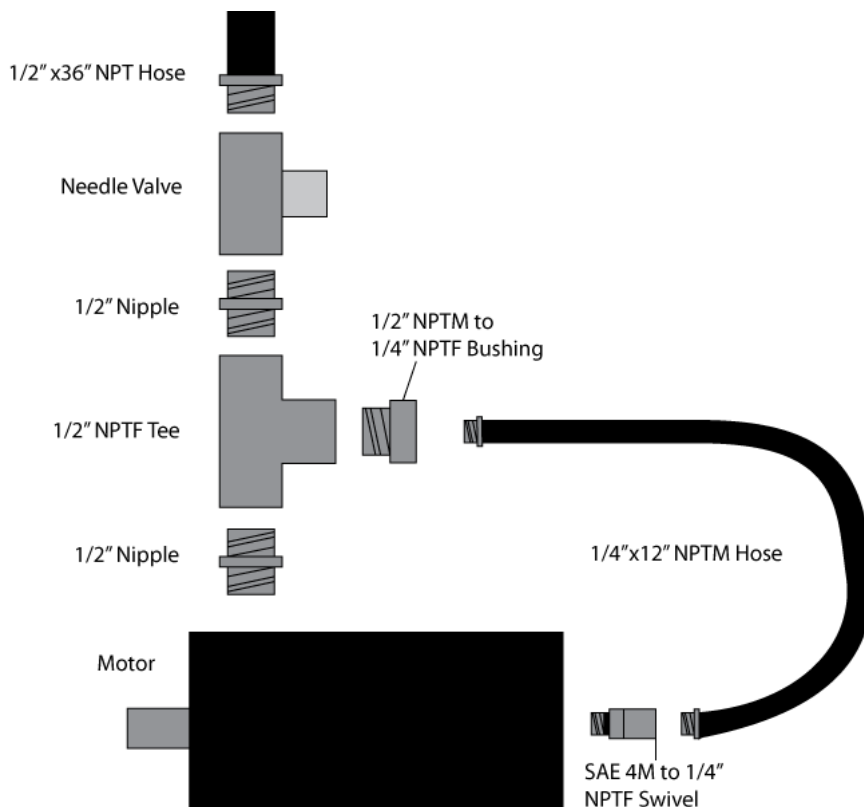 1/2” x36” NPT Hose
Needle Valve
1/2” Nipple
1/2” NPTM to
1/4” NPTF Bushing
1/2” NPTF Tee
1/2” Nipple
1/4”x12” NPTM Hose
Motor
SAE 4M to 1/4”
NPTF Swivel